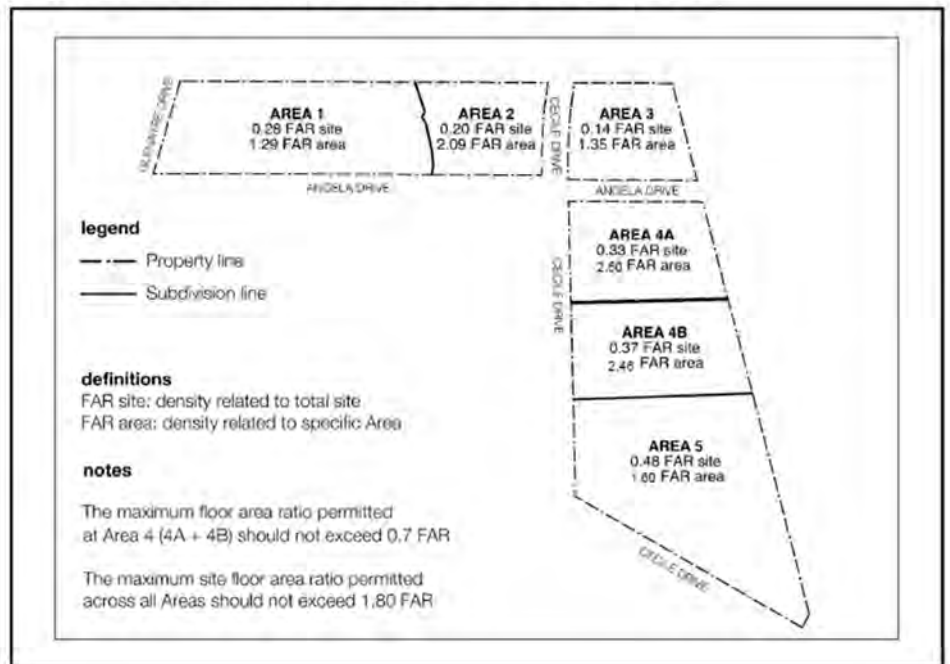 GLENAYRE DRIVE
AREA 1
0.28 FAR site
1.29 FAR area
AREA 2
0.20 FAR site
2.09 FAR area
CECILE DRIVE
AREA 3
0.14 FAR site
1.35 FAR area
ANGELA DRIVE
ANGELA DRIVE
legend
Property line
Subdivision line
CECILE DRIVE
AREA 4A
0.33 FAR site
2.60 FAR area
AREA 4B
0.37 FAR site
2.46 FAR area
definitions
FAR site: density related to total site
FAR area: density related to specific Area
AREA 5
0.48 FAR site
1.60 FAR area
notes
The maximum floor area ratio permitted
at Area 4 (4A + 4B) should not exceed 0.7 FAR
The maximum site floor area ratio permitted
across all Areas should not exceed 1.80 FAR
CECILE DRIVE